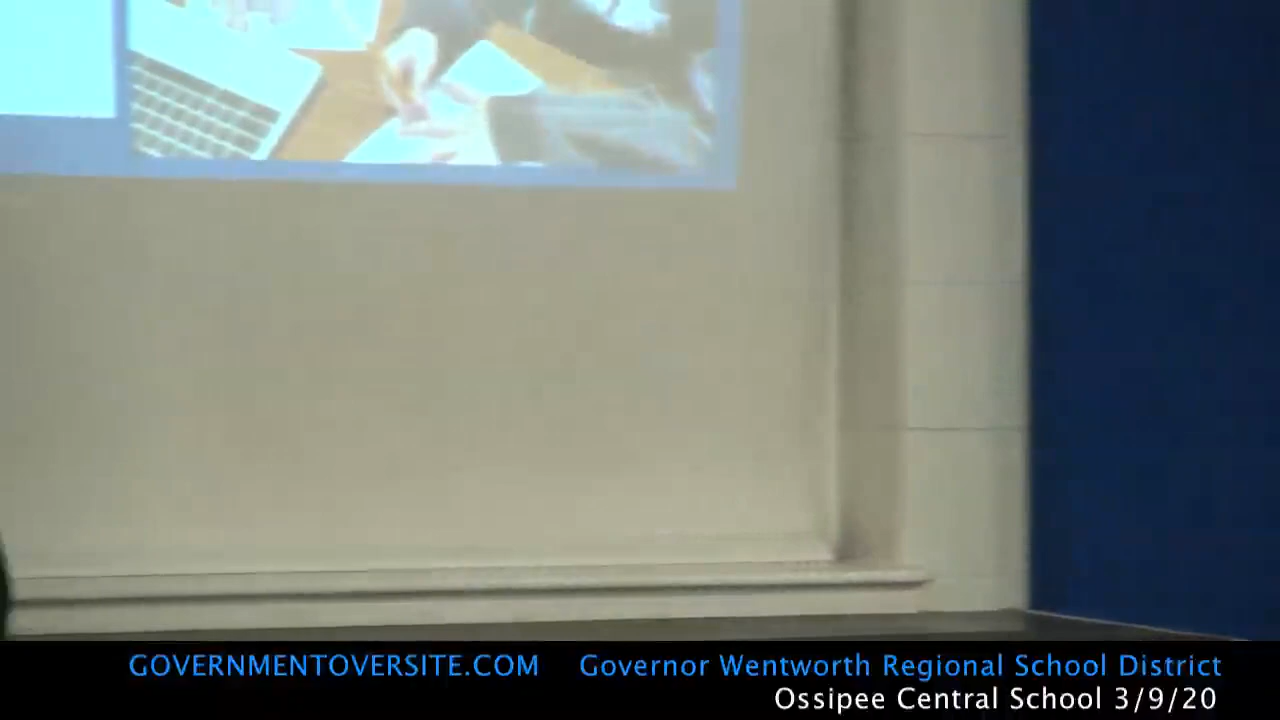 GOVERNMENTOVERSITE.COM Governor Wentworth Regional School District
Ossipee Central School 3/9/20